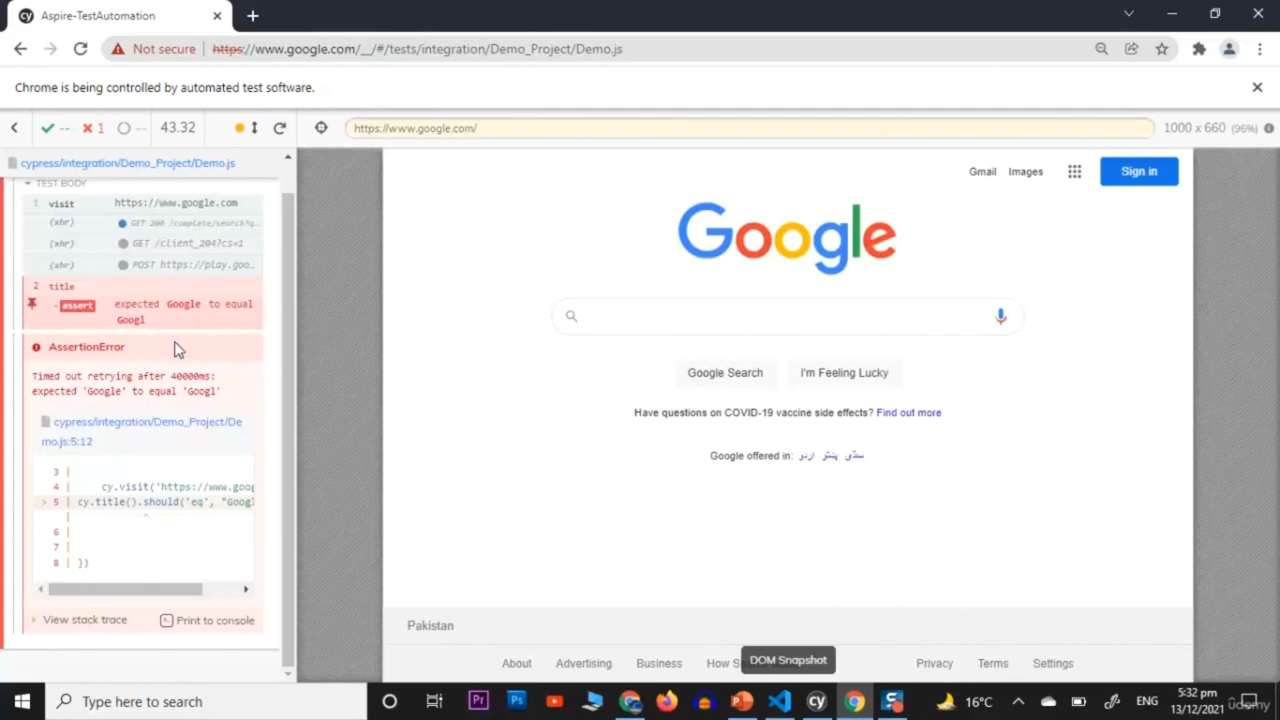 Aspire-TestAutomation
Not secure https://www.google.com/__/#/tests/integration/Demo_Project/Demo.js
Chrome is being controlled by automated test software.
-- 1 -- 43.32
https://www.google.com/
1000 x 660 (96%)
cypress/integration/Demo_Project/Demo.js
TEST BODY
1 visit https://www.google.com
(xhr) GET 200 /complete/search?q…
(xhr) GET /client_204?cs=1
(xhr) POST https://play.goo…
2 title
-assert expected Google to equal
Googl
AssertionError
Timed out retrying after 40000ms:
expected 'Google' to equal 'Googl'
cypress/integration/Demo_Project/De
mo.js:5:12
3 |
4 | cy.visit('https://www.goog
> 5 | cy.title().should('eq', "Googl
| ^
6 |
7 |
8 | })
View stack trace
Print to console
Gmail Images Sign in
Google
Google Search I'm Feeling Lucky
Have questions on COVID-19 vaccine side effects? Find out more
Google offered in: اردو پښتو سنڌي
Pakistan
About Advertising Business How Se
DOM Snapshot
Privacy Terms Settings
Type here to search
Pr
Ps
16°C
ENG
5:32 pm
13/12/2021
ûdemy